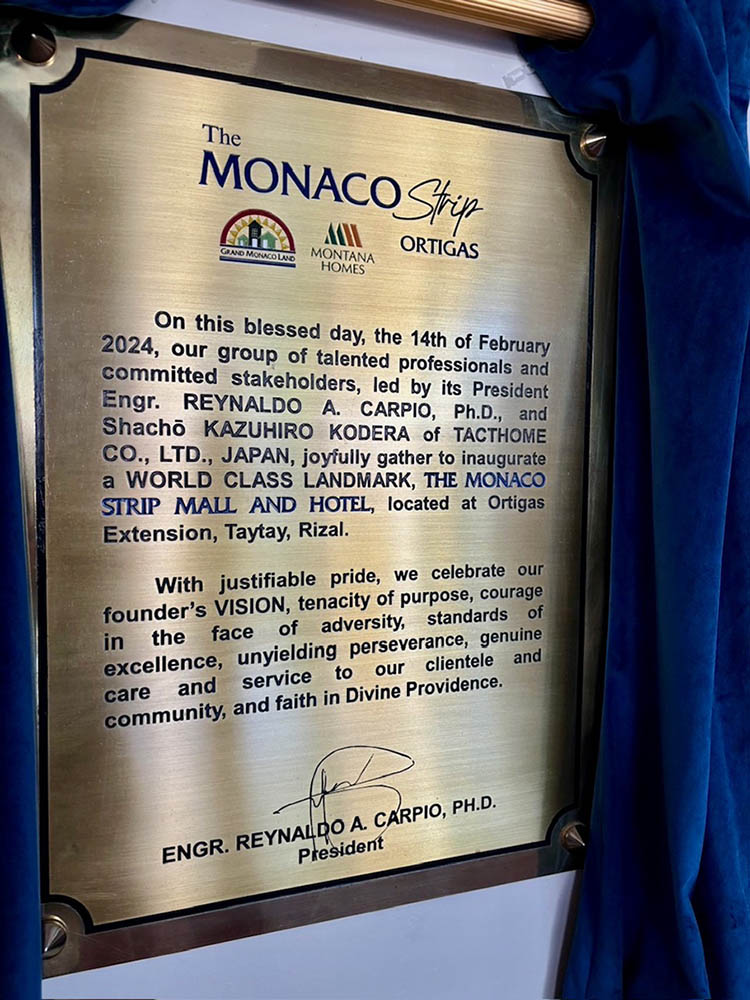 The
MONACO Strip
ORTIGAS
GRAND MONACO LAND
MONTANA
HOMES
On this blessed day, the 14th of February
2024, our group of talented professionals and
committed stakeholders, led by its President
Engr. REYNALDO A. CARPIO, Ph.D., and
Shachō KAZUHIRO KODERA of TACTHOME
CO., LTD., JAPAN, joyfully gather to inaugurate
a WORLD CLASS LANDMARK, THE MONACO
STRIP MALL AND HOTEL, located at Ortigas
Extension, Taytay, Rizal.
With justifiable pride, we celebrate our
founder's VISION, tenacity of purpose, courage
in the face of adversity, standards of
excellence, unyielding perseverance, genuine
care and service to our clientele and
community, and faith in Divine Providence.
ENGR. REYNALDO A. CARPIO, PH.D.
President